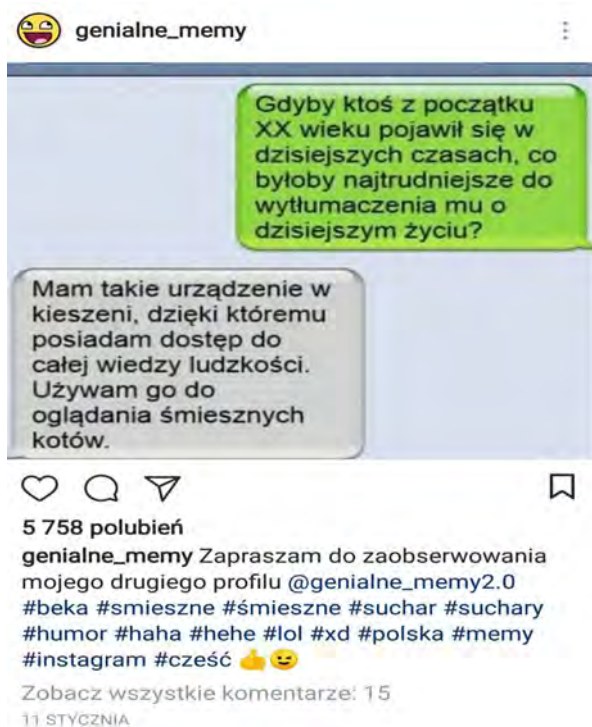 genialne_memy
Gdyby ktoś z początku
XX wieku pojawił się w
dzisiejszych czasach, co
byłoby najtrudniejsze do
wytłumaczenia mu o
dzisiejszym życiu?
Mam takie urządzenie w
kieszeni, dzięki któremu
posiadam dostęp do
całej wiedzy ludzkości.
Używam go do
oglądania śmiesznych
kotów.
5 758 polubień
genialne_memy Zapraszam do zaobserwowania
mojego drugiego profilu @genialne_memy2.0
#beka #smieszne #śmieszne #suchar #suchary
#humor #haha #hehe #lol #xd #polska #memy
#instagram #cześć 👍😉
Zobacz wszystkie komentarze: 15
11 STYCZNIA